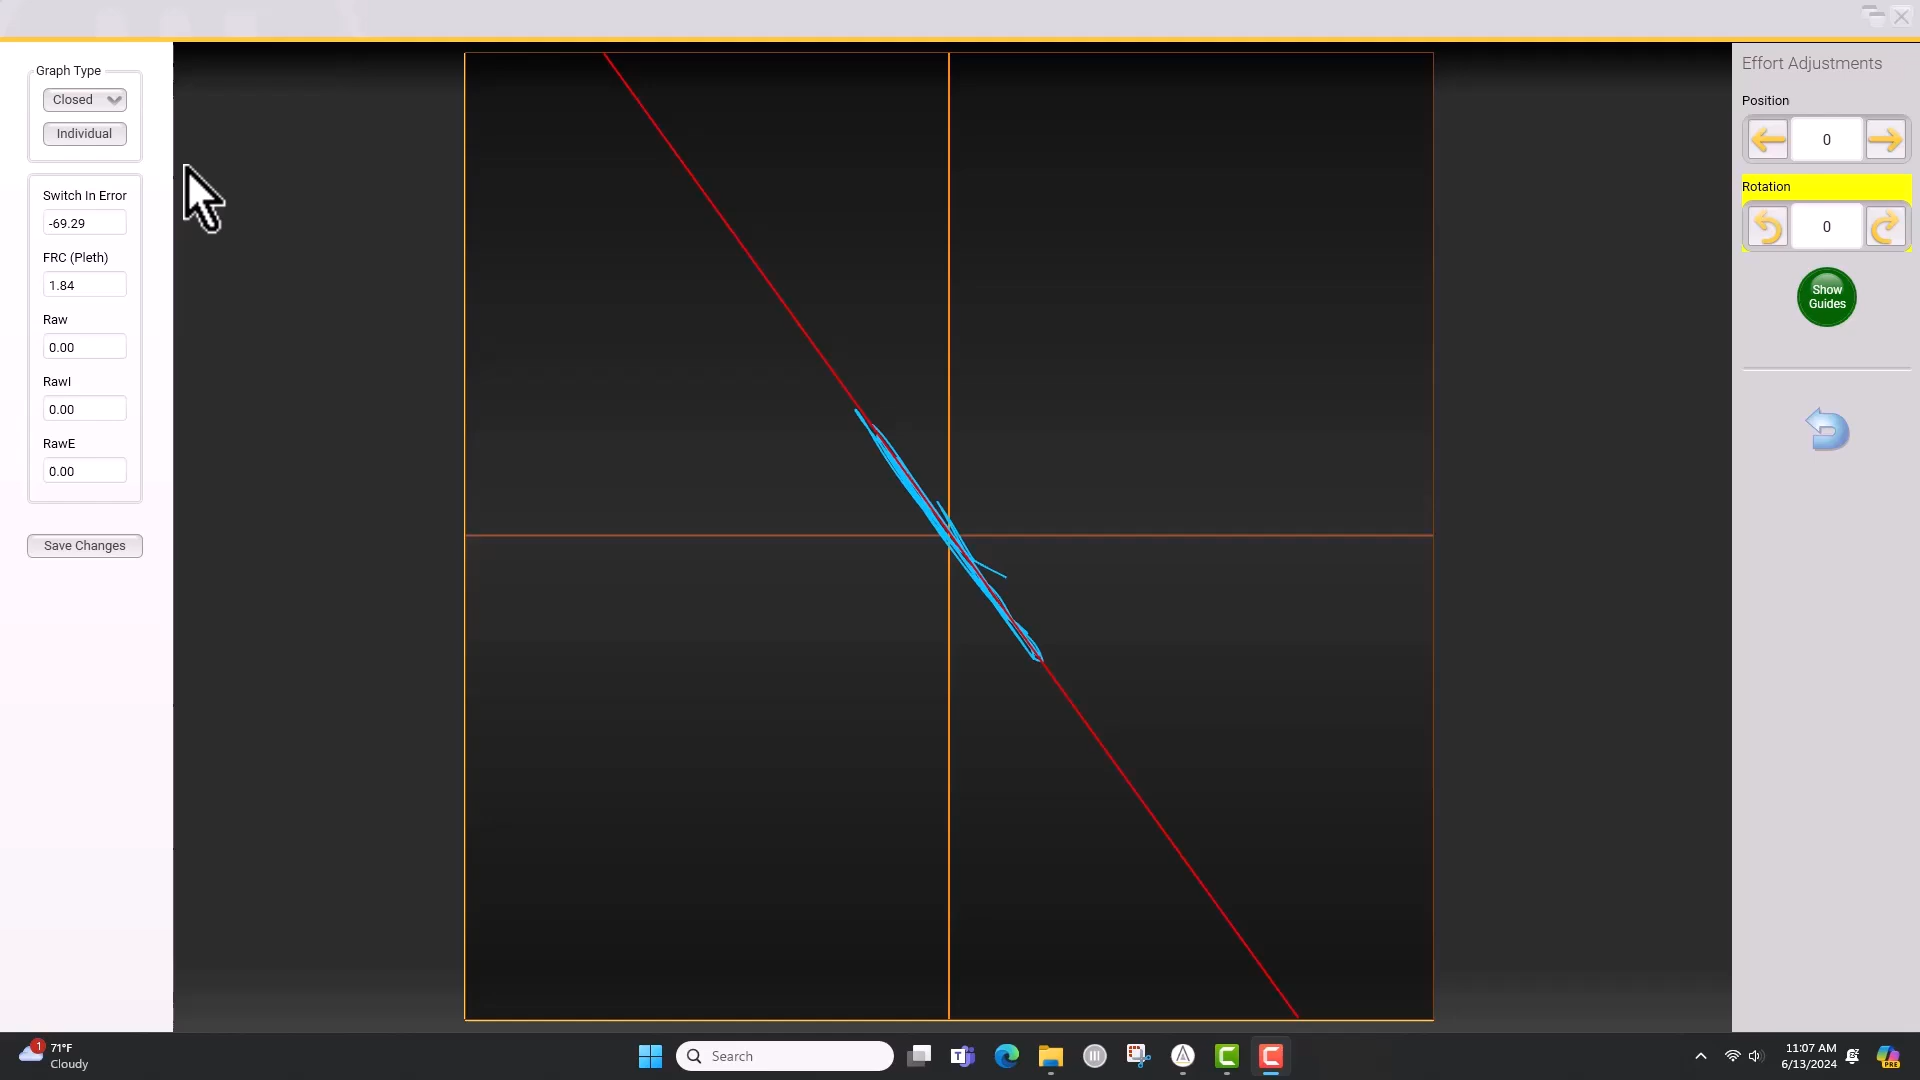 Graph Type
Closed
Individual
Switch In Error
-69.29
FRC (Pleth)
1.84
Raw
0.00
RawI
0.00
RawE
0.00
Save Changes
Effort Adjustments
Position
0
Rotation
0
Show
Guides
1
71°F
Cloudy
Search
11:07 AM
6/13/2024
PRE